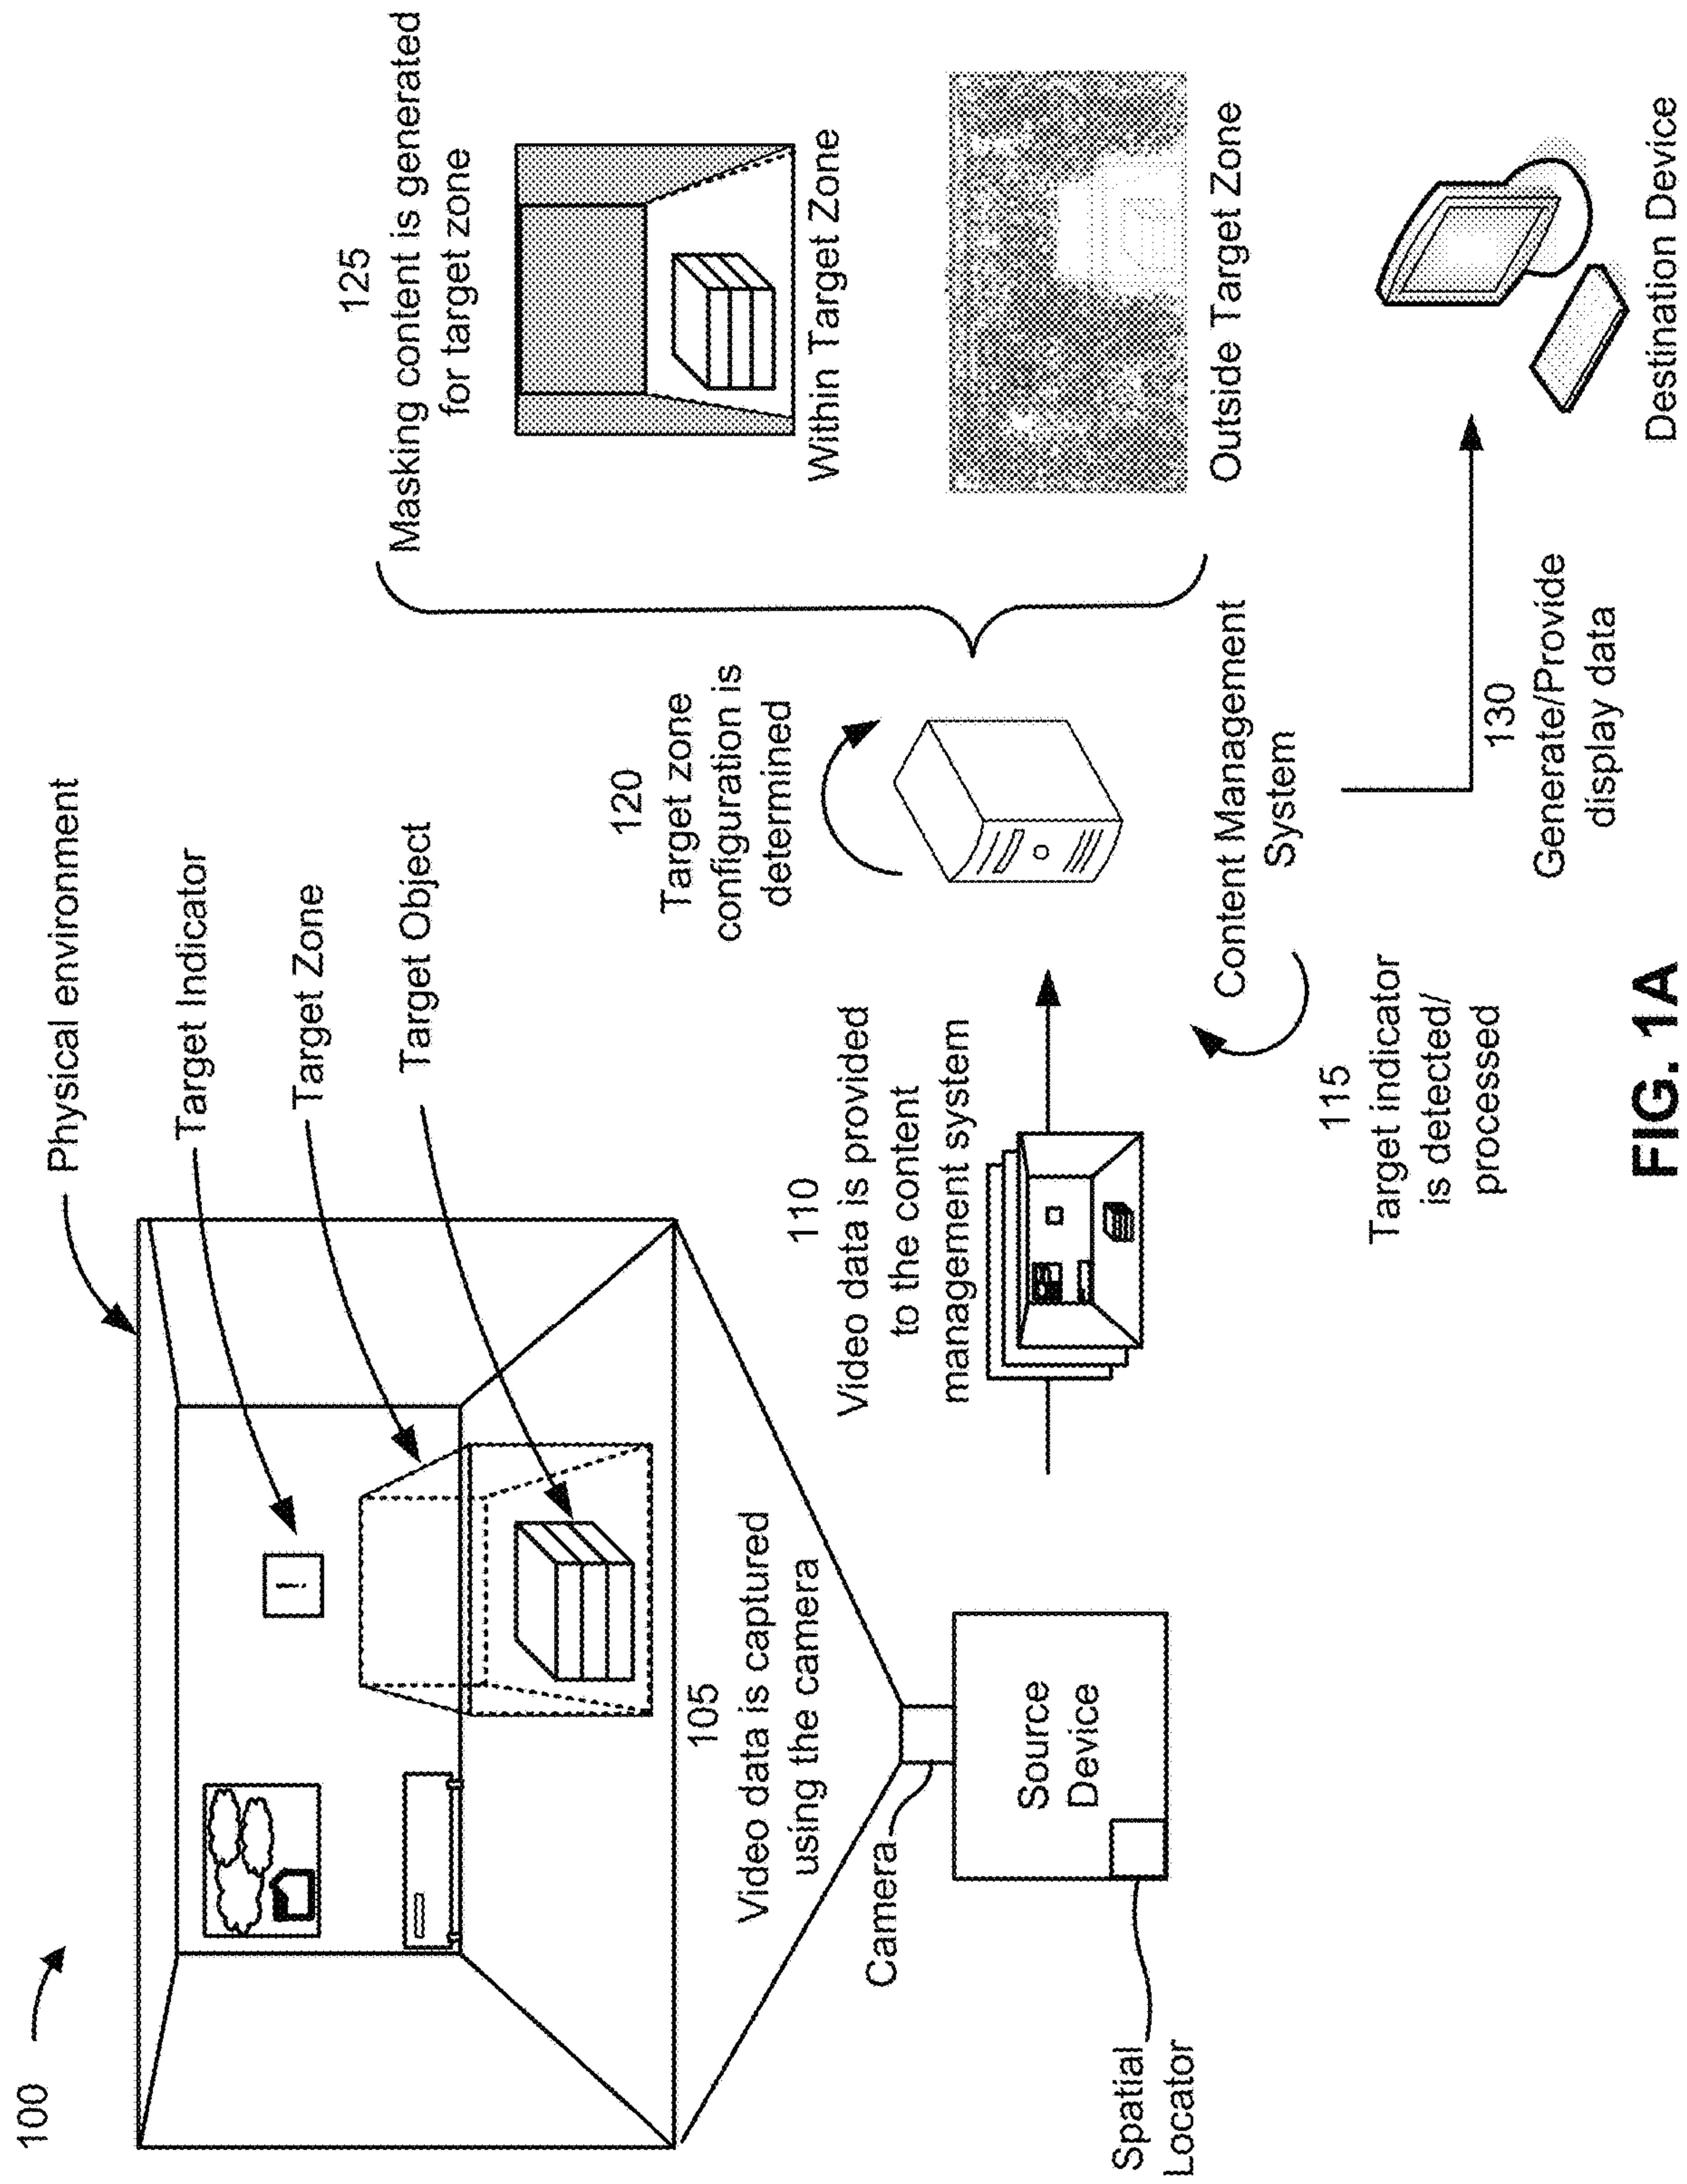 100
Physical environment
Target Indicator
Target Zone
Target Object
!
105
Video data is captured
using the camera
Camera
Source
Device
Spatial
Locator
110
Video data is provided
to the content
management system
115
Target indicator
is detected/
processed
120
Target zone
configuration is
determined
Content Management
System
125
Masking content is generated
for target zone
Within Target Zone
Outside Target Zone
130
Generate/Provide
display data
Destination Device
FIG. 1A